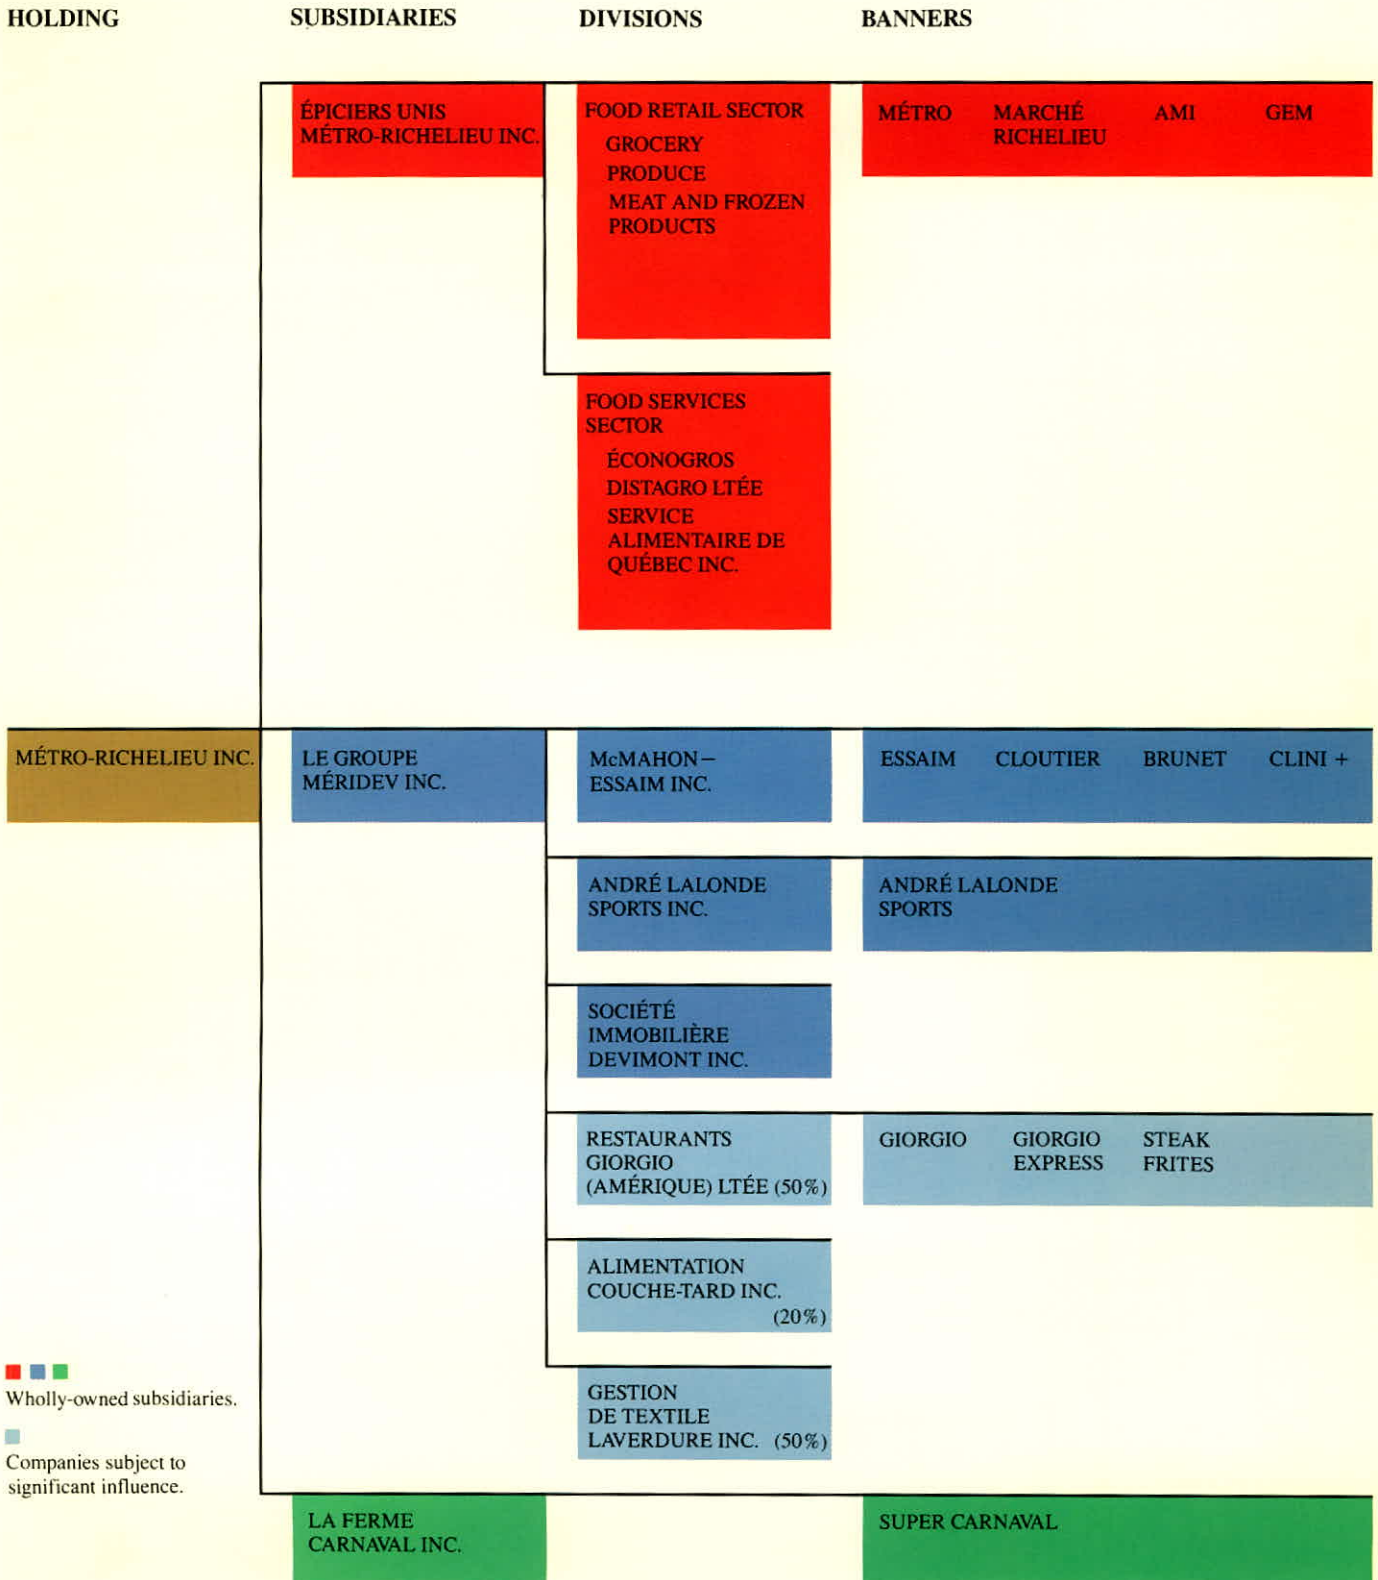 HOLDING
SUBSIDIARIES
DIVISIONS
BANNERS
ÉPICIERS UNIS
MÉTRO-RICHELIEU INC.
FOOD RETAIL SECTOR
GROCERY
PRODUCE
MEAT AND FROZEN
PRODUCTS
MÉTRO
MARCHÉ
RICHELIEU
AMI
GEM
FOOD SERVICES
SECTOR
ÉCONOGROS
DISTAGRO LTÉE
SERVICE
ALIMENTAIRE DE
QUÉBEC INC.
MÉTRO-RICHELIEU INC.
LE GROUPE
MÉRIDEV INC.
McMAHON–
ESSAIM INC.
ESSAIM
CLOUTIER
BRUNET
CLINI +
ANDRÉ LALONDE
SPORTS INC.
ANDRÉ LALONDE
SPORTS
SOCIÉTÉ
IMMOBILIÈRE
DEVIMONT INC.
RESTAURANTS
GIORGIO
(AMÉRIQUE) LTÉE (50%)
GIORGIO
GIORGIO
EXPRESS
STEAK
FRITES
ALIMENTATION
COUCHE-TARD INC.
(20%)
GESTION
DE TEXTILE
LAVERDURE INC. (50%)
Wholly-owned subsidiaries.
Companies subject to
significant influence.
LA FERME
CARNAVAL INC.
SUPER CARNAVAL